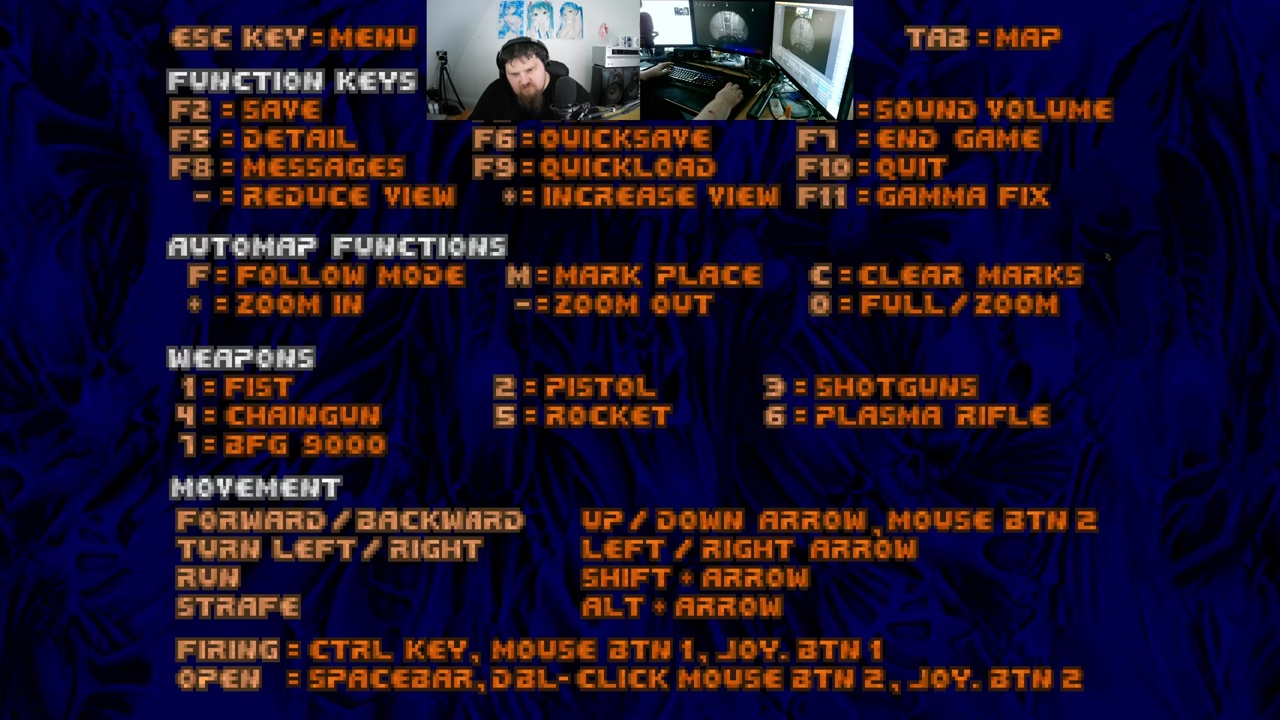 ESC KEY = MENU TAB = MAP
FUNCTION KEYS
F2 = SAVE = SOUND VOLUME
F5 = DETAIL F6 = QUICKSAVE F7 = END GAME
F8 = MESSAGES F9 = QUICKLOAD F10 = QUIT
- = REDUCE VIEW + = INCREASE VIEW F11 = GAMMA FIX
AUTOMAP FUNCTIONS
F = FOLLOW MODE M = MARK PLACE C = CLEAR MARKS
+ = ZOOM IN - = ZOOM OUT 0 = FULL/ZOOM
WEAPONS
1 = FIST 2 = PISTOL 3 = SHOTGUNS
4 = CHAINGUN 5 = ROCKET 6 = PLASMA RIFLE
7 = BFG 9000
MOVEMENT
FORWARD/BACKWARD UP/DOWN ARROW, MOUSE BTN 2
TURN LEFT/RIGHT LEFT/RIGHT ARROW
RUN SHIFT + ARROW
STRAFE ALT + ARROW
FIRING = CTRL KEY, MOUSE BTN 1, JOY. BTN 1
OPEN = SPACEBAR, DBL-CLICK MOUSE BTN 2, JOY. BTN 2